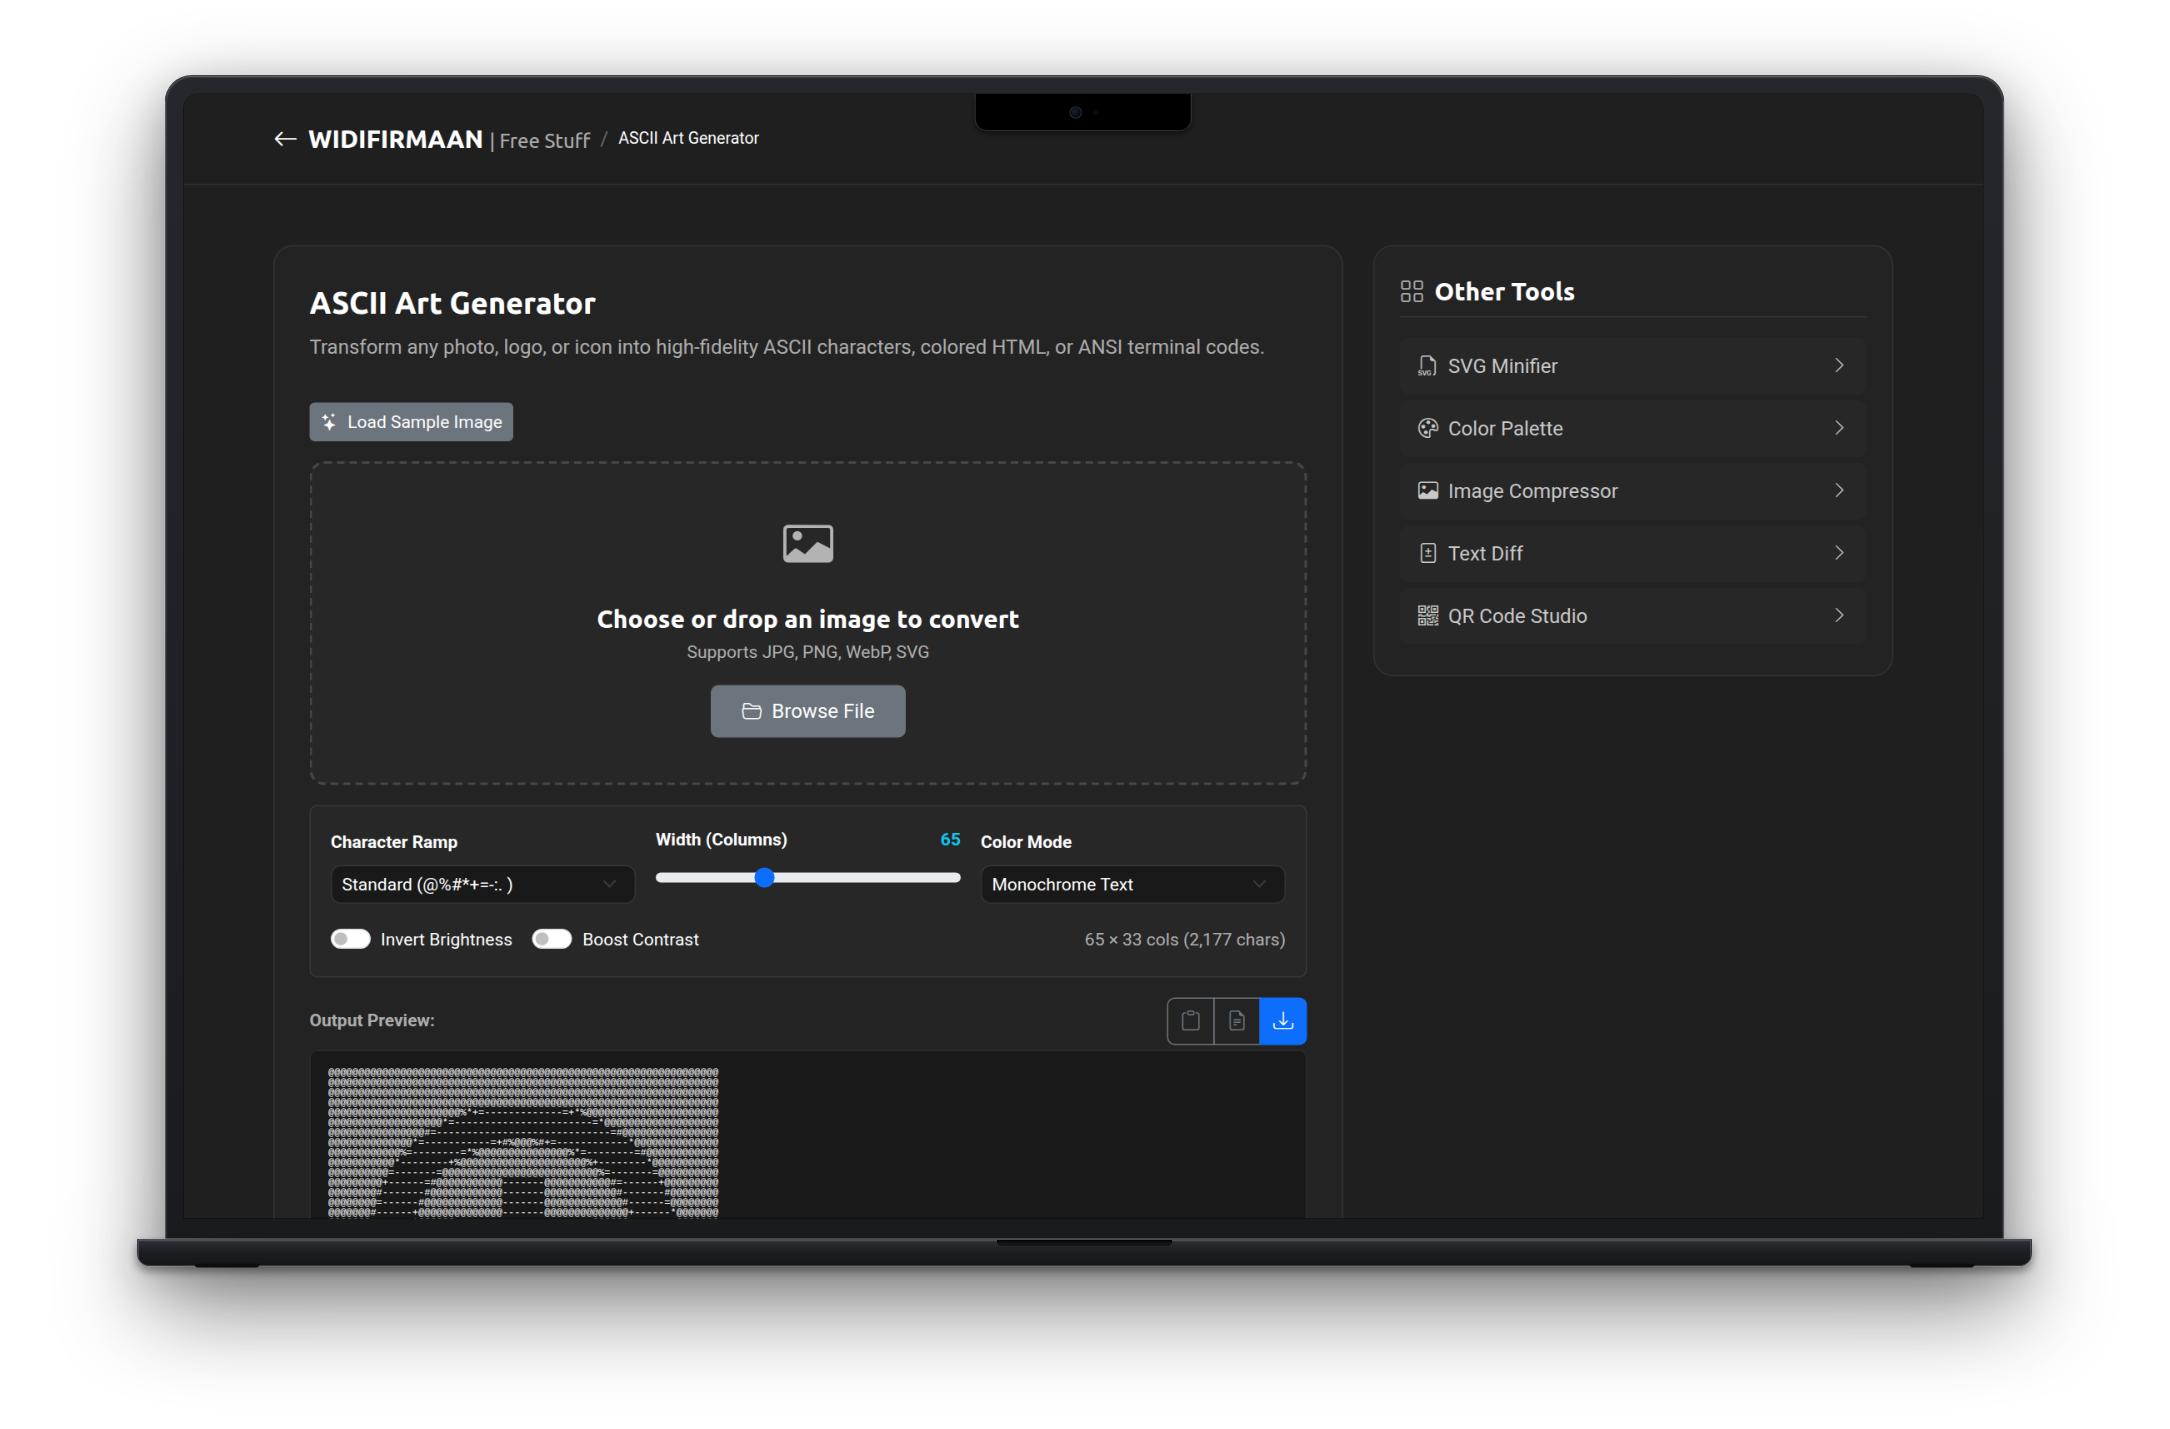 WIDIFIRMAAN | Free Stuff / ASCII Art Generator
ASCII Art Generator
Transform any photo, logo, or icon into high-fidelity ASCII characters, colored HTML, or ANSI terminal codes.
Load Sample Image
Choose or drop an image to convert
Supports JPG, PNG, WebP, SVG
Browse File
Character Ramp
Standard (@%#*+=-:. )
Width (Columns) 65
Color Mode
Monochrome Text
Invert Brightness
Boost Contrast
65 × 33 cols (2,177 chars)
Output Preview:
Other Tools
SVG Minifier
Color Palette
Image Compressor
Text Diff
QR Code Studio